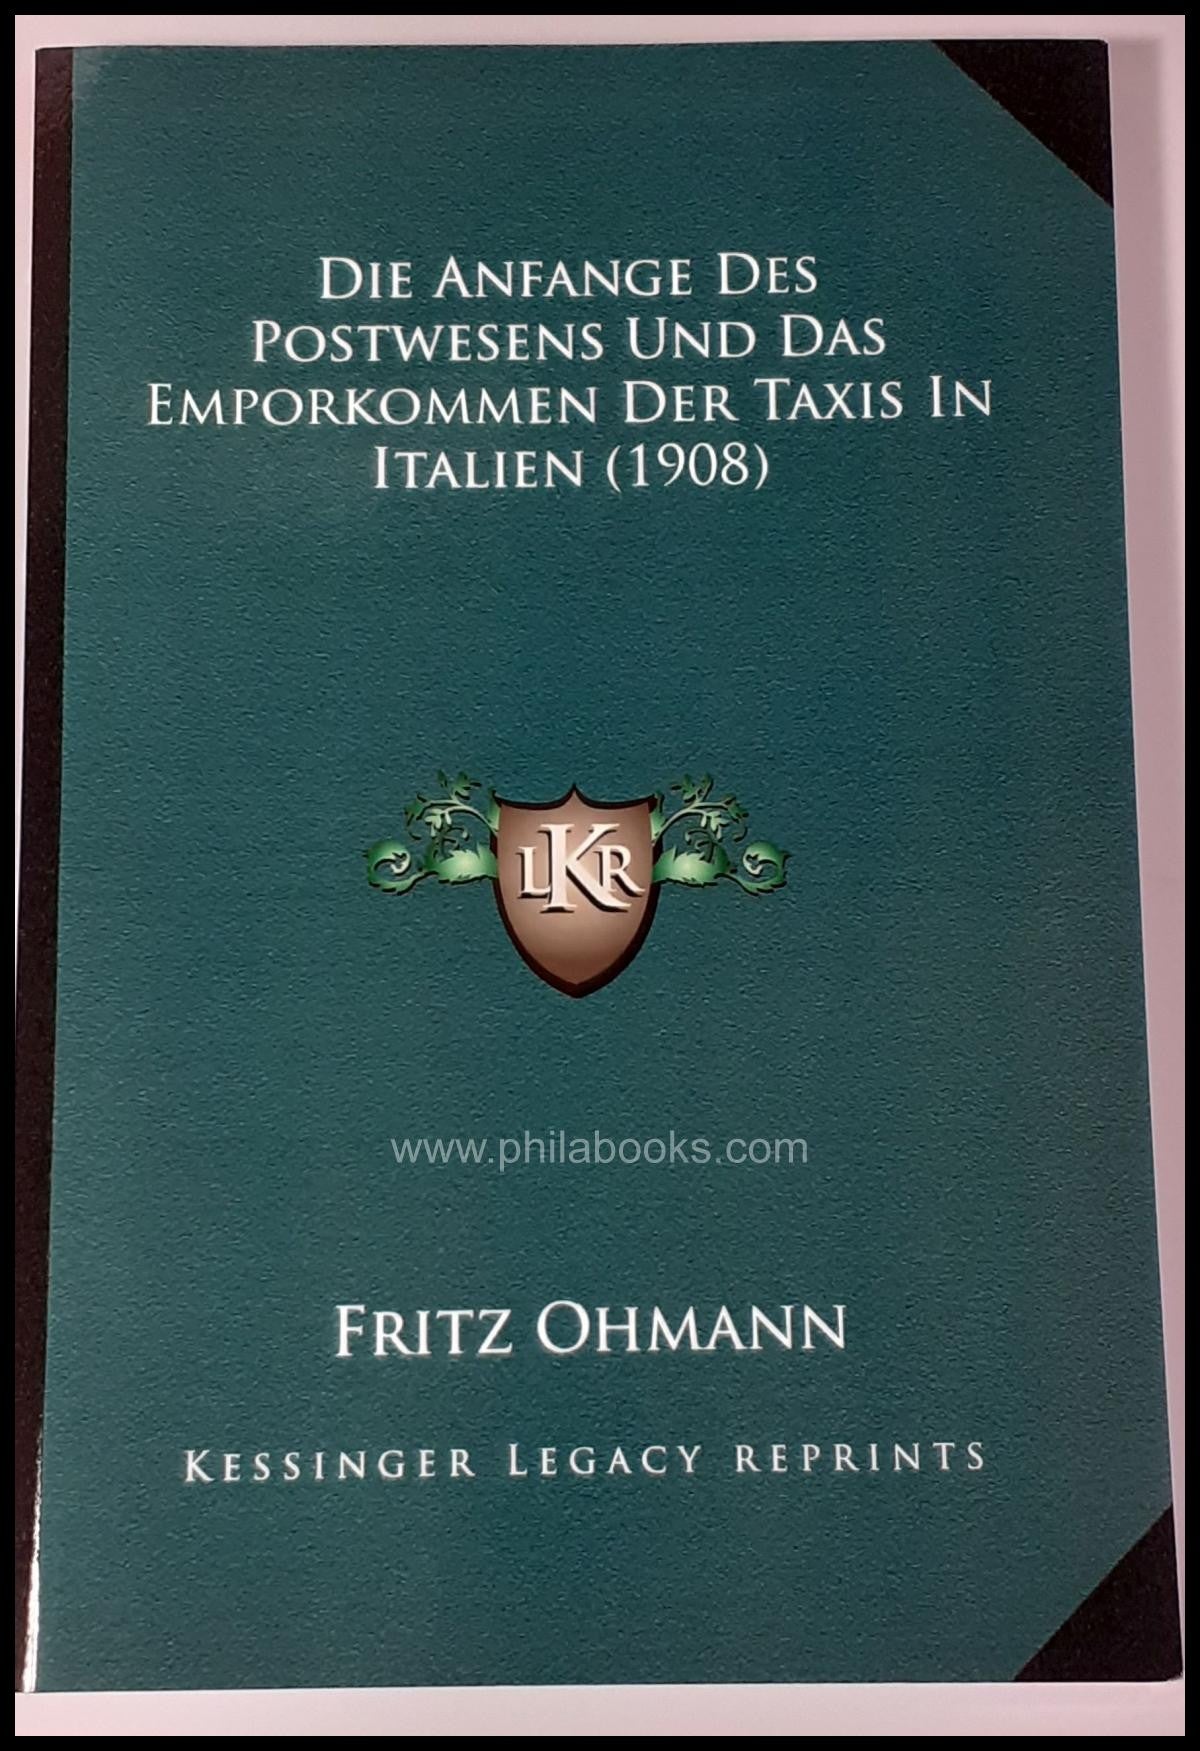 Die Anfange Des
Postwesens Und Das
Emporkommen Der Taxis In
Italien (1908)
LKR
www.philabooks.com
Fritz Ohmann
Kessinger Legacy Reprints